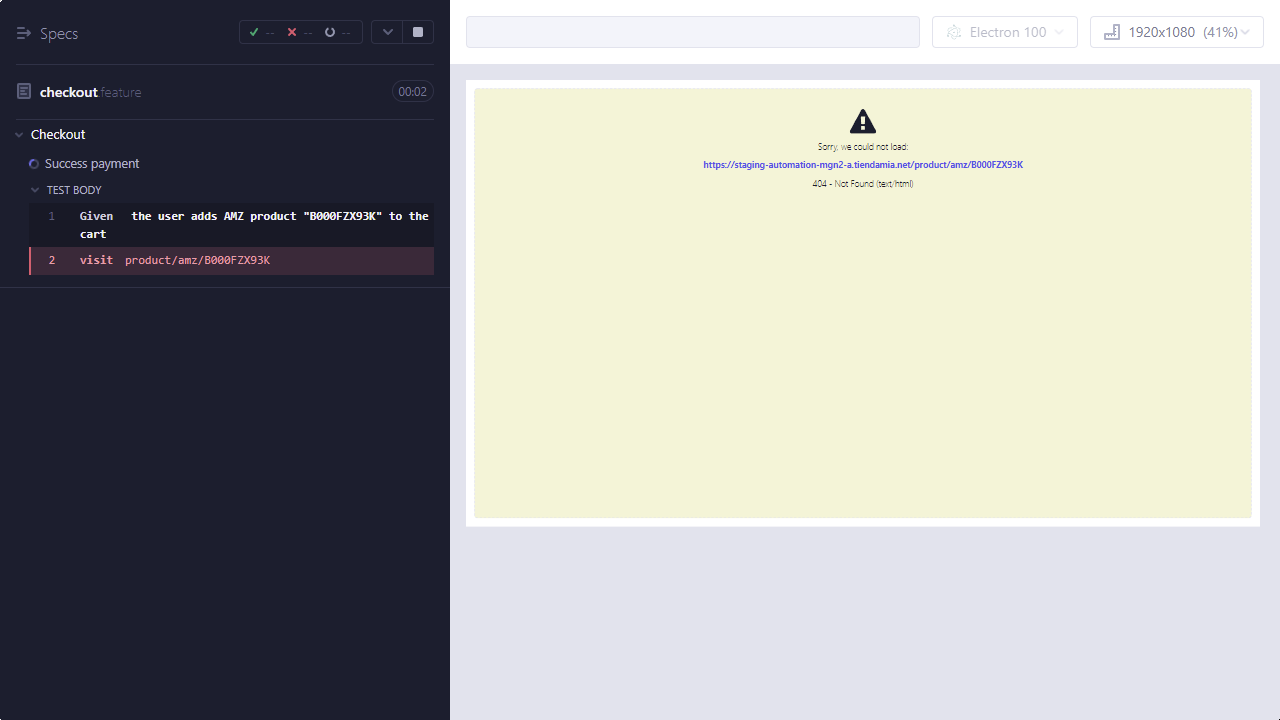 Specs
-- -- --
checkout.feature
00:02
Checkout
Success payment
TEST BODY
1 Given the user adds AMZ product "B000FZX93K" to the
cart
2 visit product/amz/B000FZX93K
Electron 100
1920x1080 (41%)
Sorry, we could not load:
https://staging-automation-mgn2-a.tiendamia.net/product/amz/B000FZX93K
404 - Not Found (text/html)